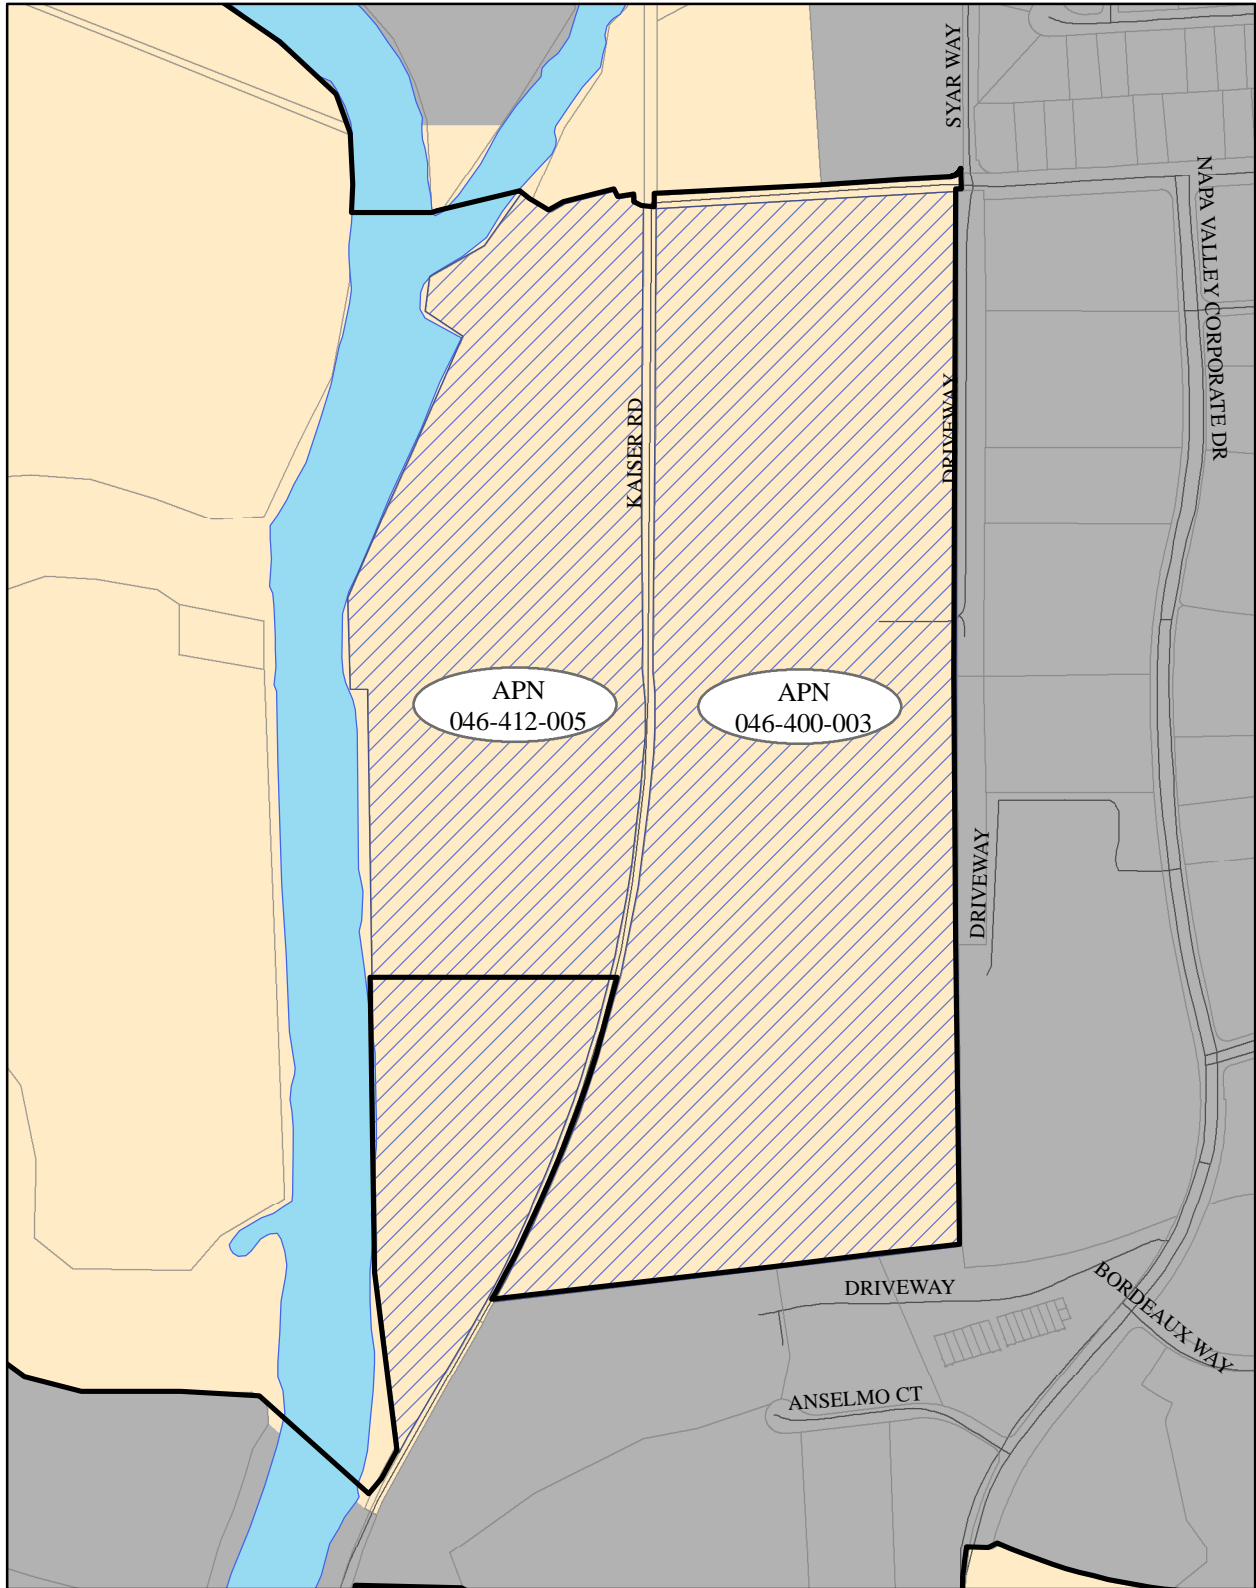 SYAR WAY
NAPA VALLEY CORPORATE DR
KAISER RD
DRIVEWAY
APN
046-412-005
APN
046-400-003
DRIVEWAY
DRIVEWAY
BORDEAUX WAY
ANSELMO CT